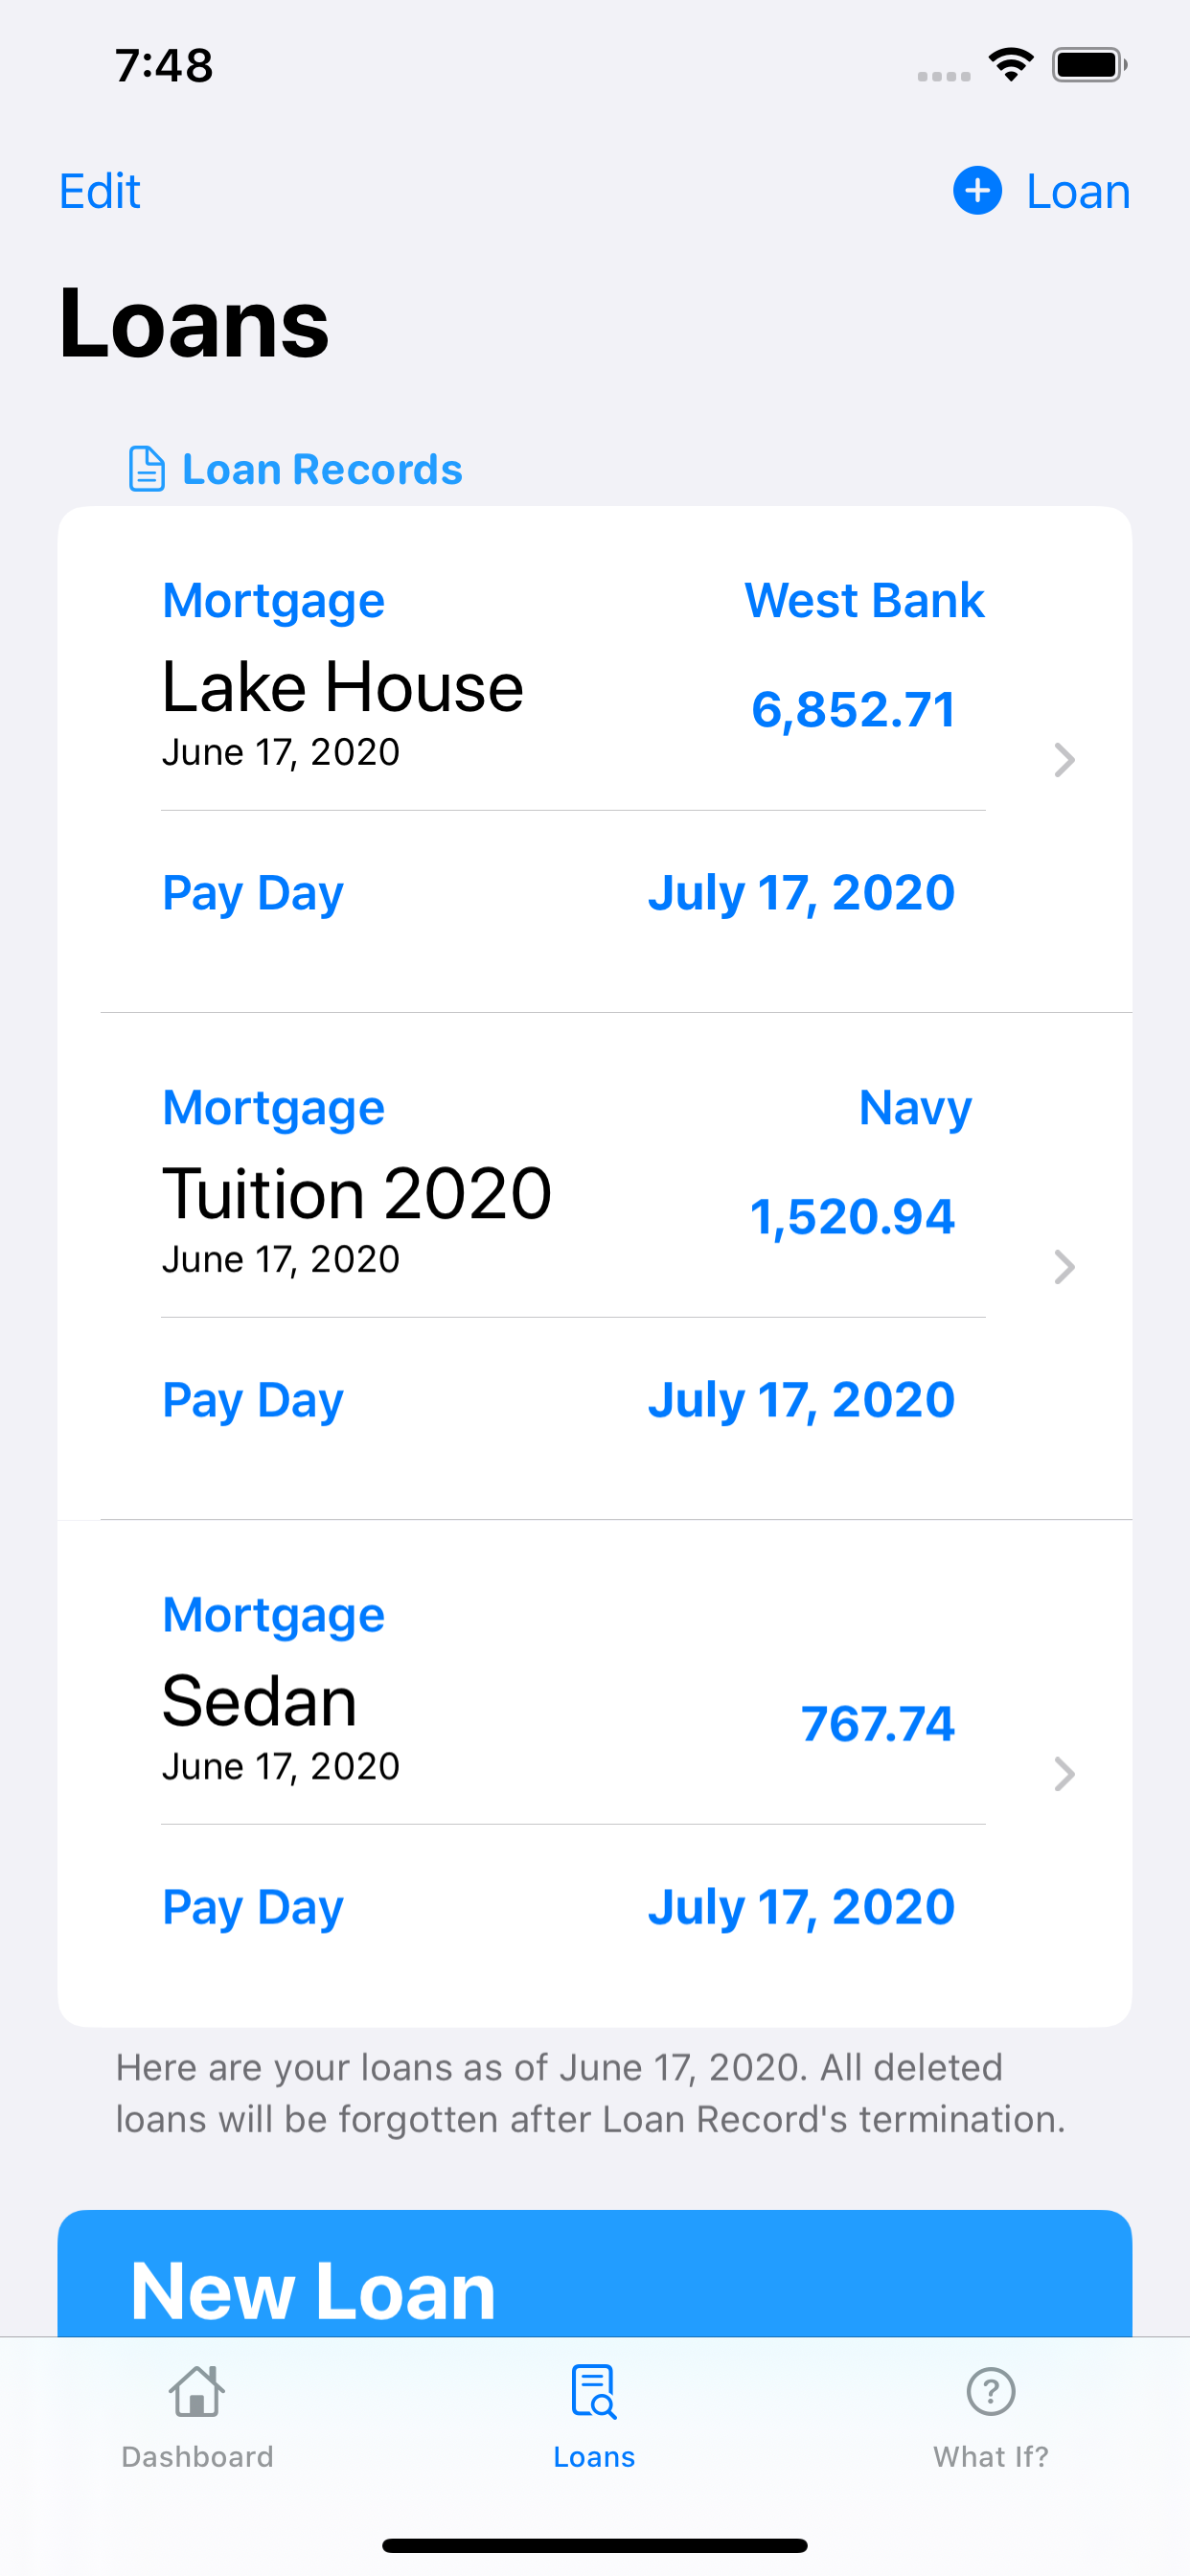 7:48
Edit
Loan
Loans
Loan Records
Mortgage West Bank
Lake House 6,852.71
June 17, 2020
Pay Day July 17, 2020
Mortgage Navy
Tuition 2020 1,520.94
June 17, 2020
Pay Day July 17, 2020
Mortgage
Sedan 767.74
June 17, 2020
Pay Day July 17, 2020
Here are your loans as of June 17, 2020. All deleted
loans will be forgotten after Loan Record's termination.
New Loan
Dashboard Loans What If?